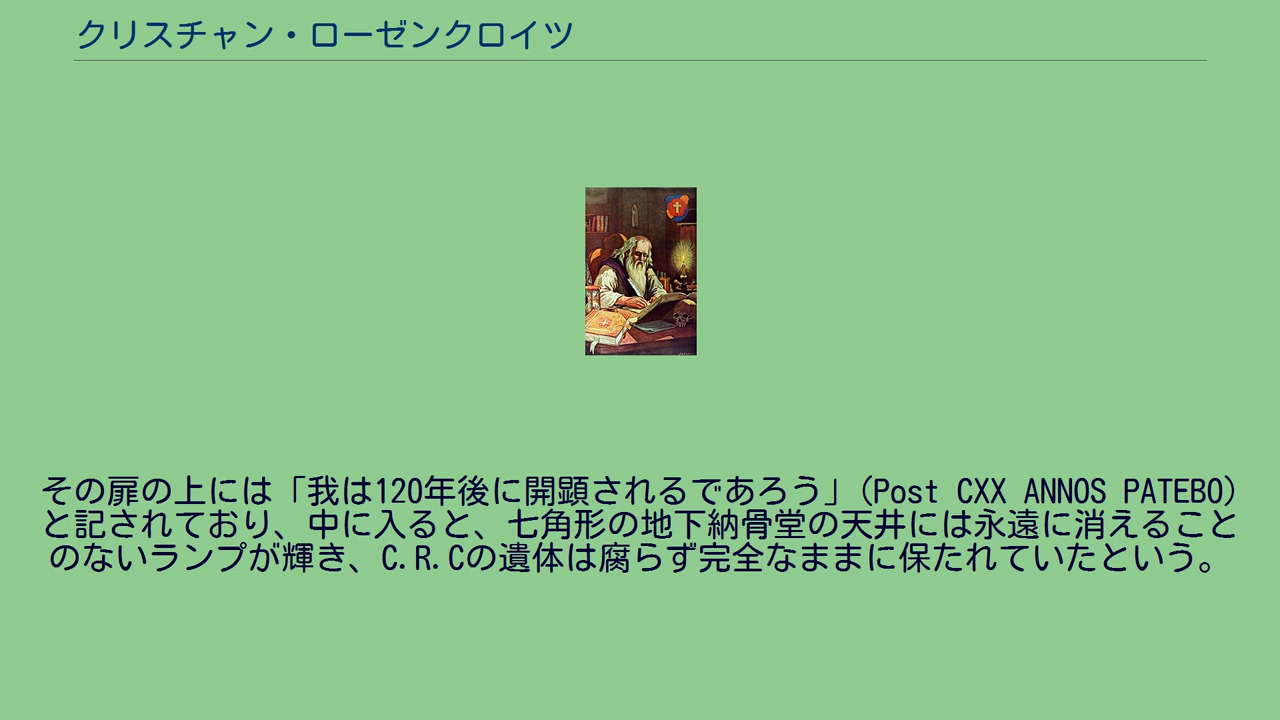 クリスチャン・ローゼンクロイツ
その扉の上には「我は120年後に開顕されるであろう」(Post CXX ANNOS PATEBO)
と記されており、中に入ると、七角形の地下納骨堂の天井には永遠に消えること
のないランプが輝き、C.R.Cの遺体は腐らず完全なままに保たれていたという。